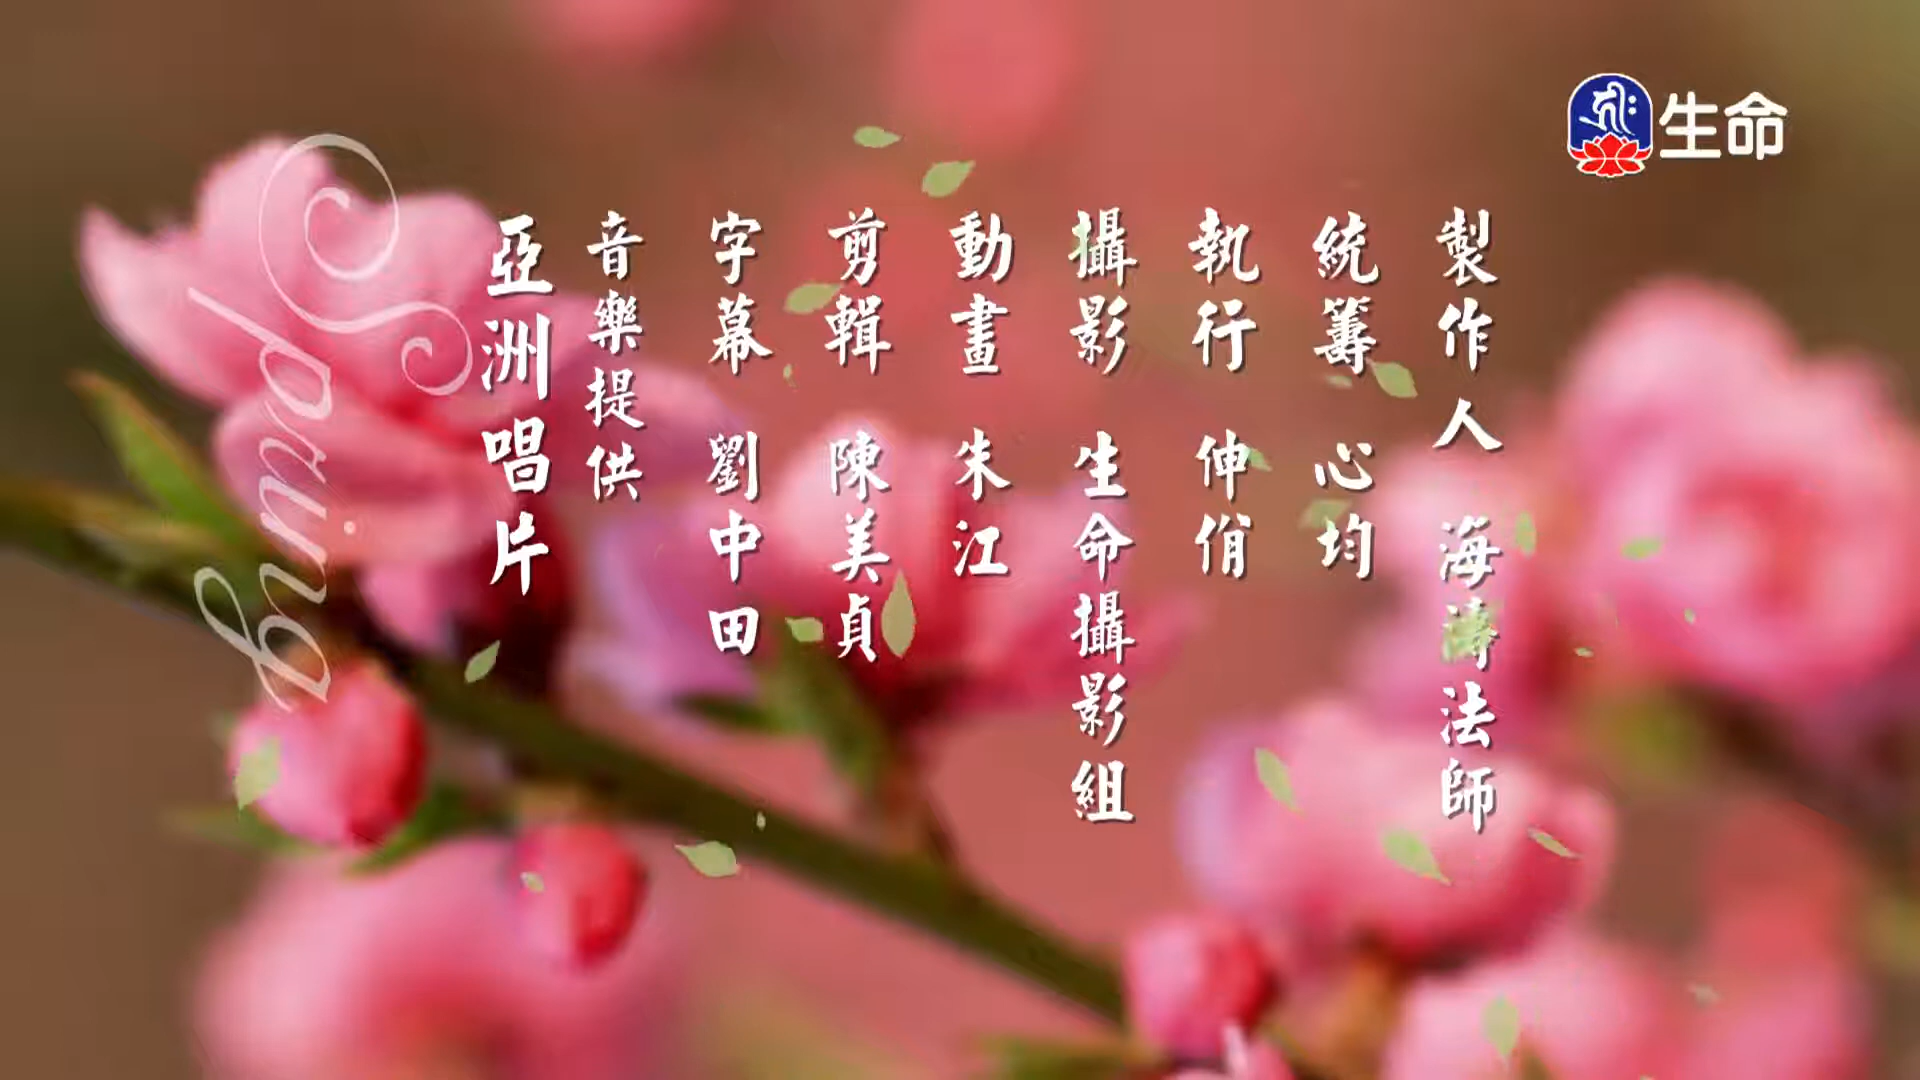 生命
製作人 海濤法師
統籌 心均
執行 伸俏
攝影 生命攝影組
動畫 朱江
剪輯 陳美貞
字幕 劉中田
音樂提供
亞洲唱片
Spring